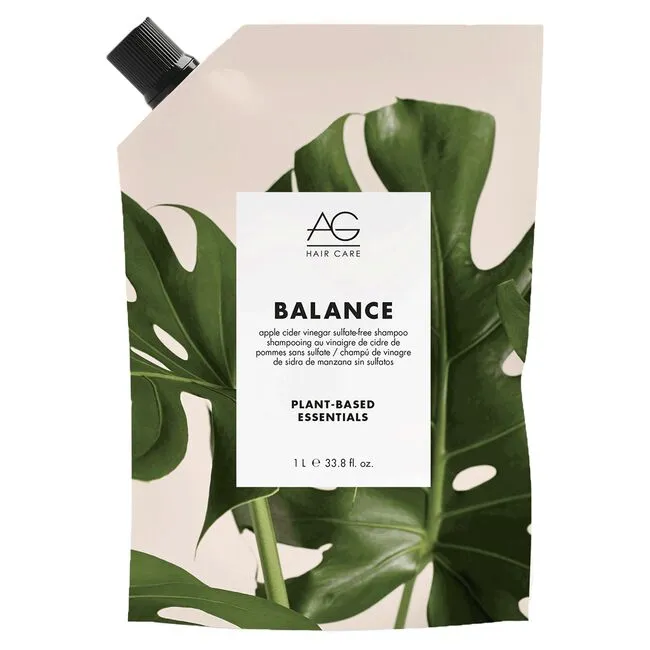 AG
HAIR CARE
BALANCE
apple cider vinegar sulfate-free shampoo
shampooing au vinaigre de cidre de
pommes sans sulfate / champú de vinagre
de sidra de manzana sin sulfatos
PLANT-BASED
ESSENTIALS
1 L ℮ 33.8 fl. oz.